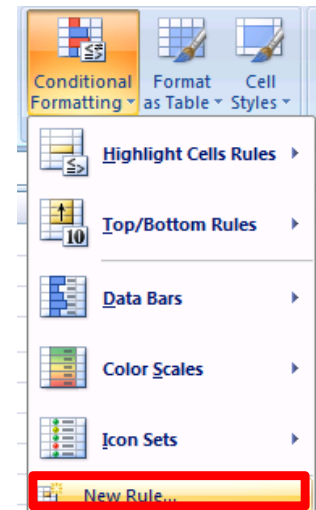 Conditional Format Cell
Formatting as Table Styles
Highlight Cells Rules
10
Top/Bottom Rules
Data Bars
Color Scales
Icon Sets
New Rule...